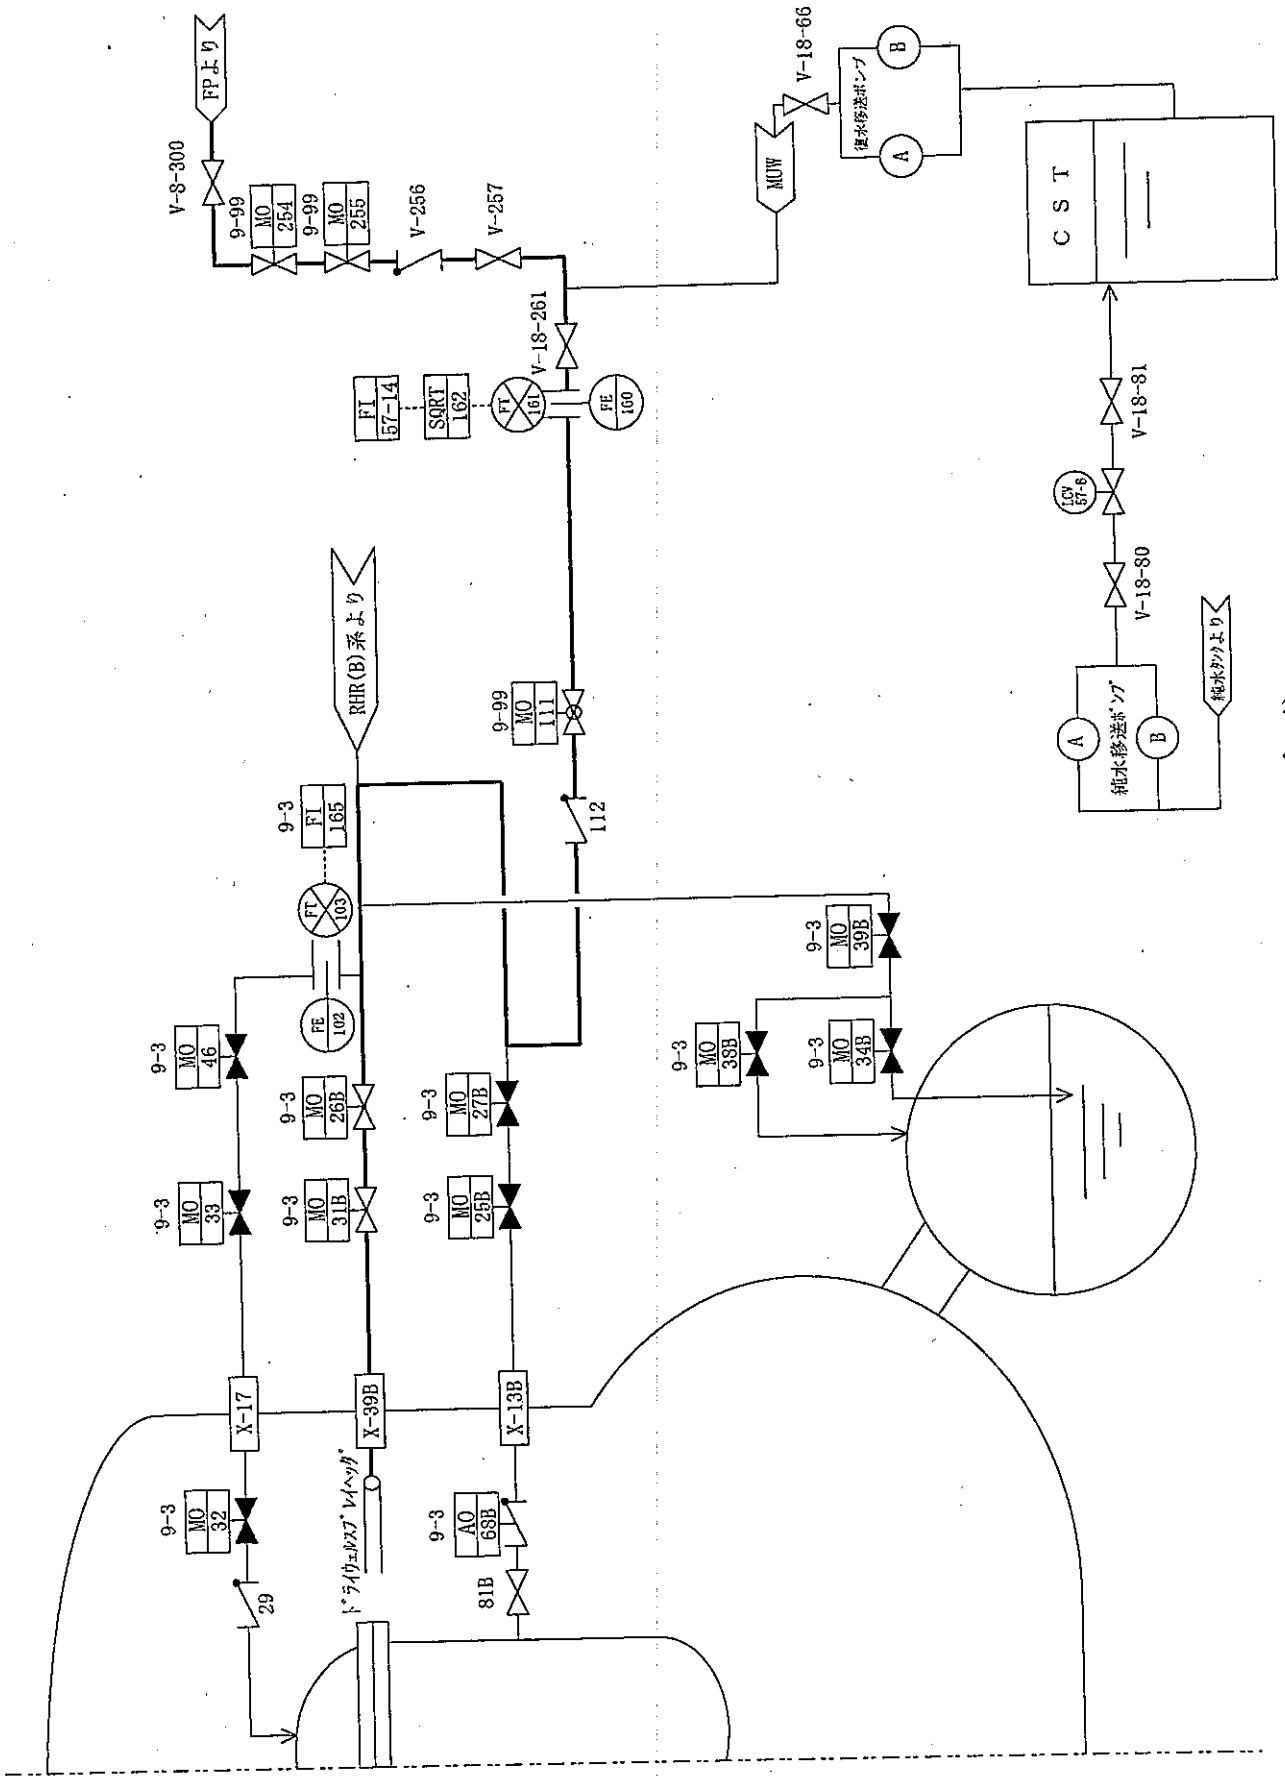 FPより
V-8-300
9-99
MO
254
9-99
MO
255
V-256
V-257
V-18-261
FI
57-14
SQRT
162
FT
161
FE
160
MUW
V-18-66
復水移送ポンプ
A
B
CST
V-18-81
LCV
57-8
V-18-80
純水移送ポンプ
A
B
純水タンクより
RHR(B)系より
9-99
MO
111
112
9-3
FI
165
FT
103
FE
102
9-3
MO
46
9-3
MO
33
9-3
MO
26B
9-3
MO
31B
9-3
MO
27B
9-3
MO
25B
9-3
MO
39B
9-3
MO
38B
9-3
MO
34B
X-17
X-39B
X-13B
9-3
MO
32
29
ドライウェルスプレイヘッダ
9-3
AO
68B
81B